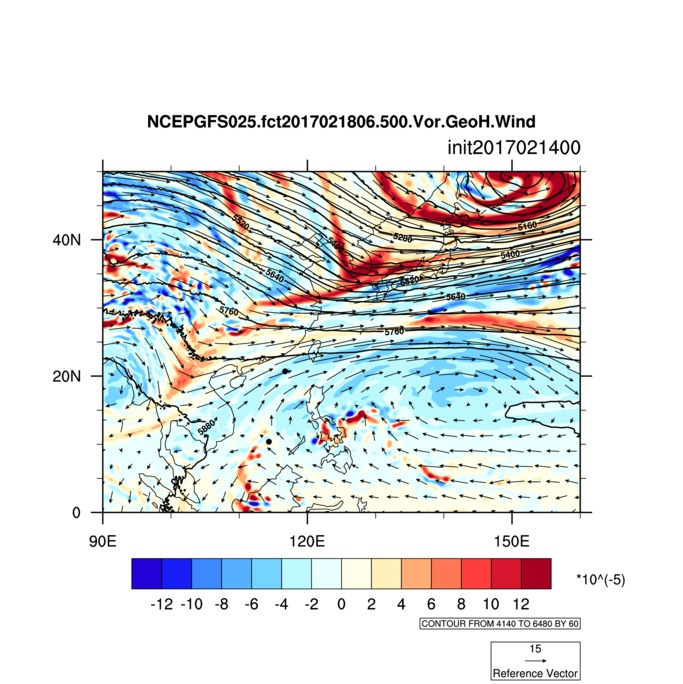 NCEPGFS025.fct2017021806.500.Vor.GeoH.Wind
init2017021400
5520
5400
5280
5160
5400
5640
5520
5640
5760
5760
5880
40N
20N
0
90E 120E 150E
-12 -10 -8 -6 -4 -2 0 2 4 6 8 10 12
*10^(-5)
CONTOUR FROM 4140 TO 6480 BY 60
15
Reference Vector